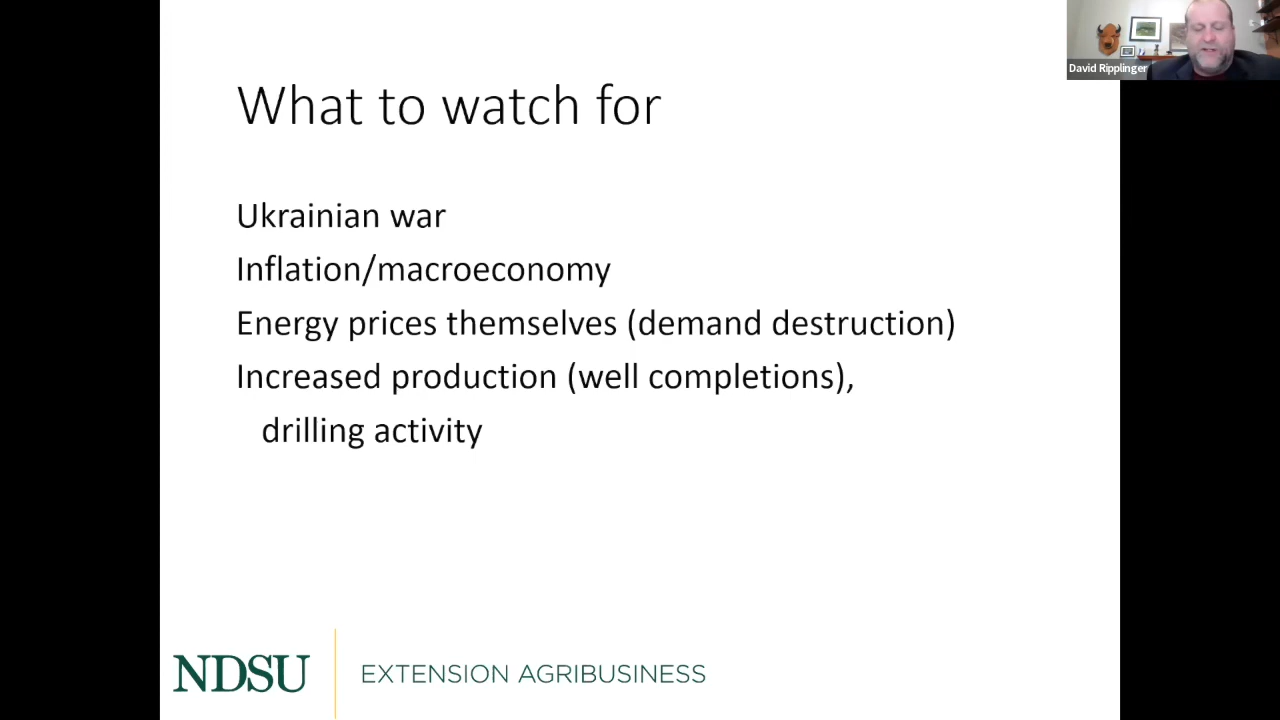 What to watch for
David Ripplinger
Ukrainian war
Inflation/macroeconomy
Energy prices themselves (demand destruction)
Increased production (well completions),
drilling activity
NDSU
EXTENSION AGRIBUSINESS